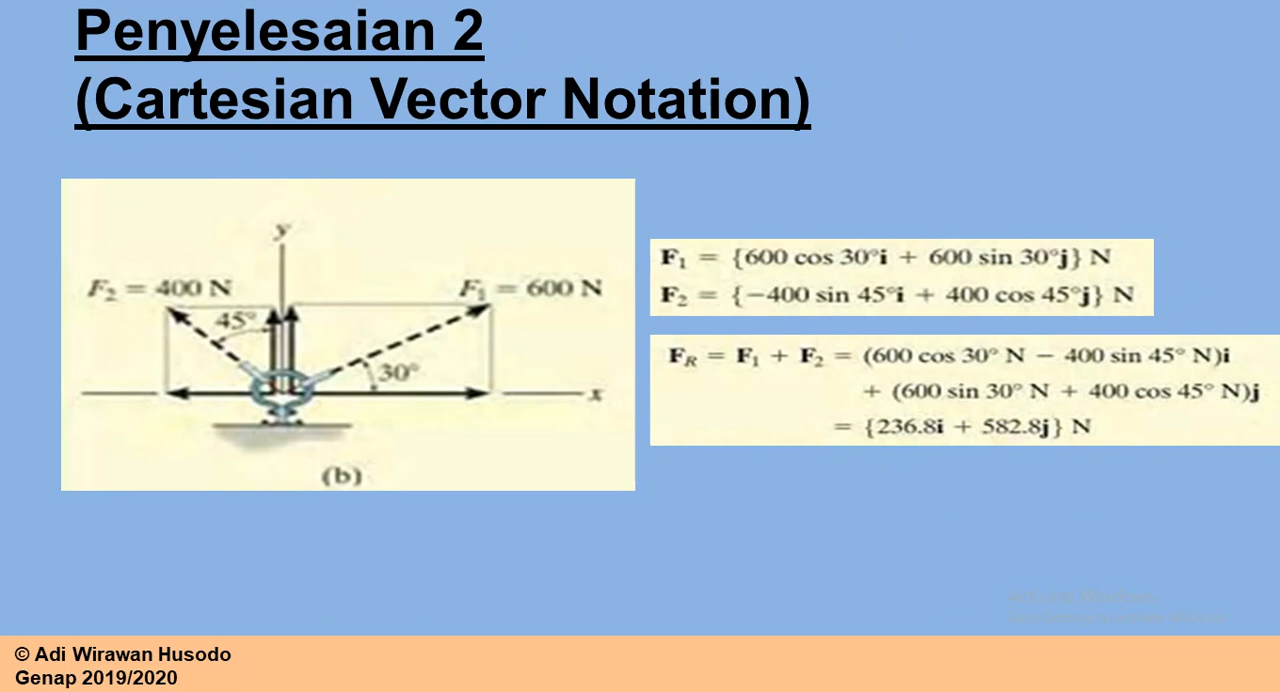 Penyelesaian 2
(Cartesian Vector Notation)
y
F₂ = 400 N
F₁ = 600 N
45°
30°
x
(b)
F₁ = {600 cos 30°i + 600 sin 30°j} N
F₂ = {−400 sin 45°i + 400 cos 45°j} N
F_R = F₁ + F₂ = (600 cos 30° N − 400 sin 45° N)i
+ (600 sin 30° N + 400 cos 45° N)j
= {236.8i + 582.8j} N
© Adi Wirawan Husodo
Genap 2019/2020